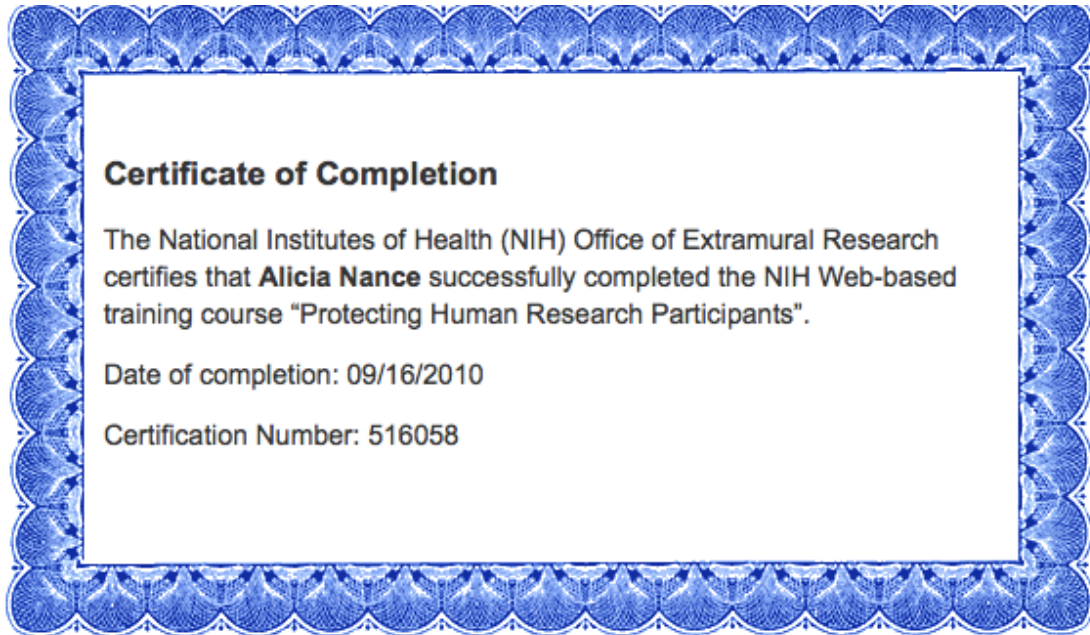 Certificate of Completion
The National Institutes of Health (NIH) Office of Extramural Research
certifies that Alicia Nance successfully completed the NIH Web-based
training course “Protecting Human Research Participants”.
Date of completion: 09/16/2010
Certification Number: 516058